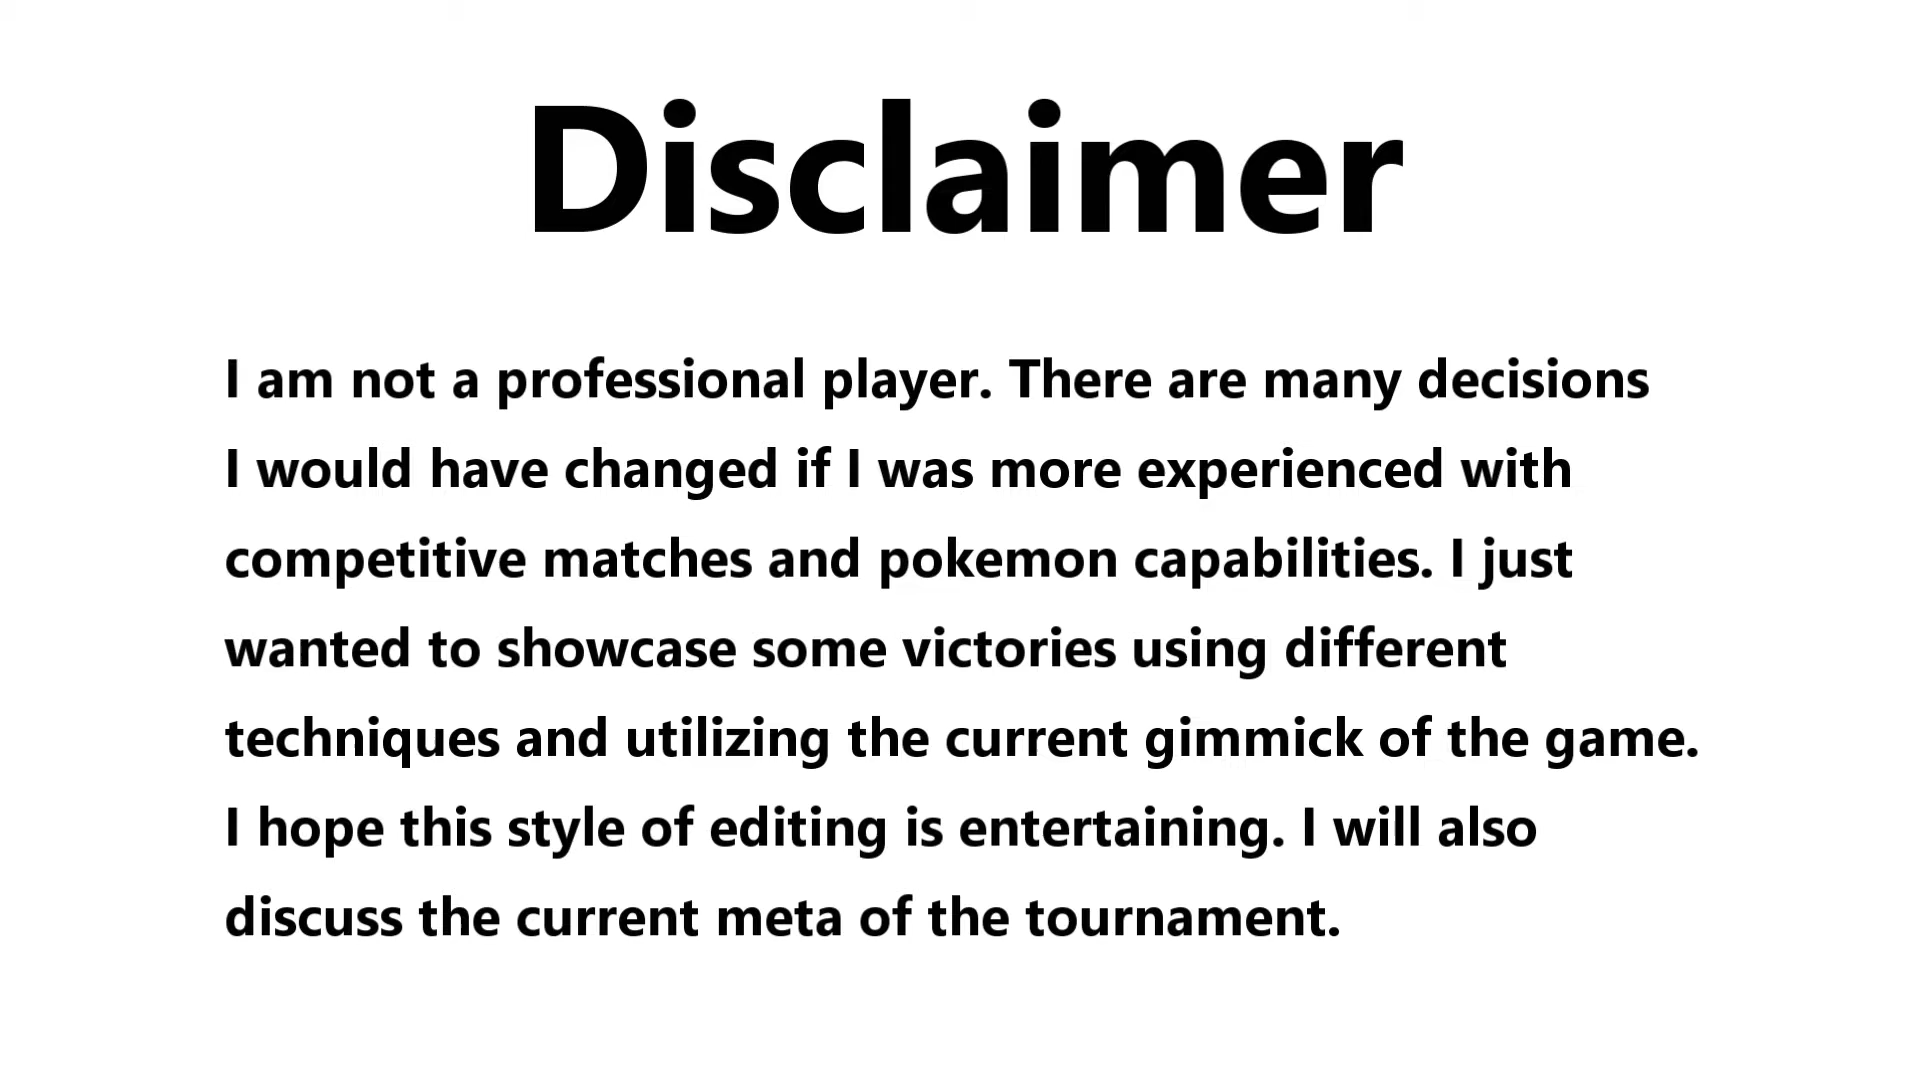 Disclaimer
I am not a professional player. There are many decisions
I would have changed if I was more experienced with
competitive matches and pokemon capabilities. I just
wanted to showcase some victories using different
techniques and utilizing the current gimmick of the game.
I hope this style of editing is entertaining. I will also
discuss the current meta of the tournament.